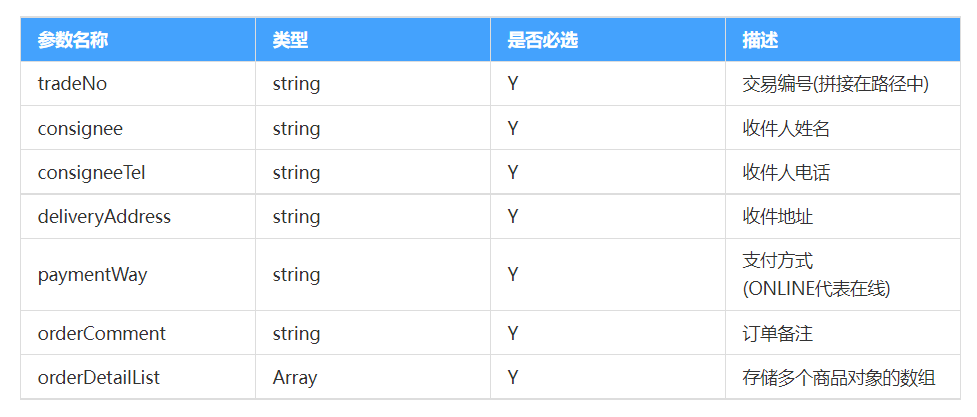 参数名称 类型 是否必选 描述
tradeNo string Y 交易编号(拼接在路径中)
consignee string Y 收件人姓名
consigneeTel string Y 收件人电话
deliveryAddress string Y 收件地址
paymentWay string Y 支付方式
(ONLINE代表在线)
orderComment string Y 订单备注
orderDetailList Array Y 存储多个商品对象的数组